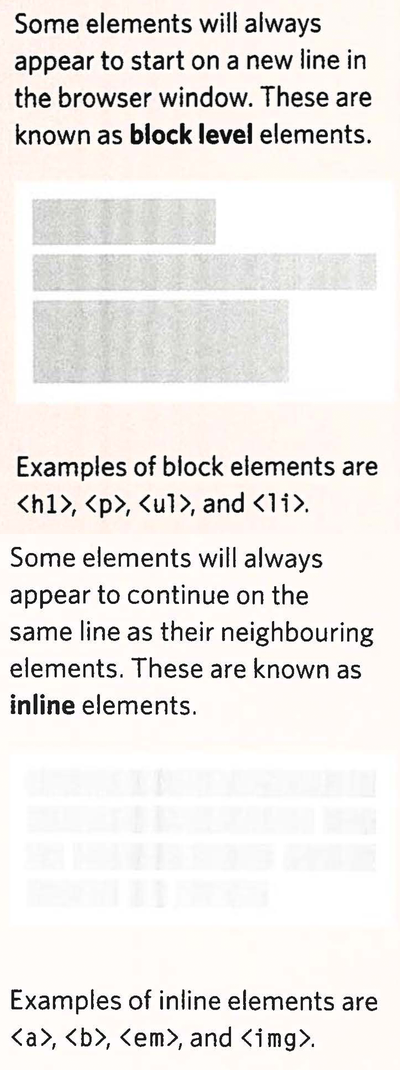 Some elements will always
appear to start on a new line in
the browser window. These are
known as block level elements.
Examples of block elements are
<h1>, <p>, <ul>, and <li>.
Some elements will always
appear to continue on the
same line as their neighbouring
elements. These are known as
inline elements.
Examples of inline elements are
<a>, <b>, <em>, and <img>.